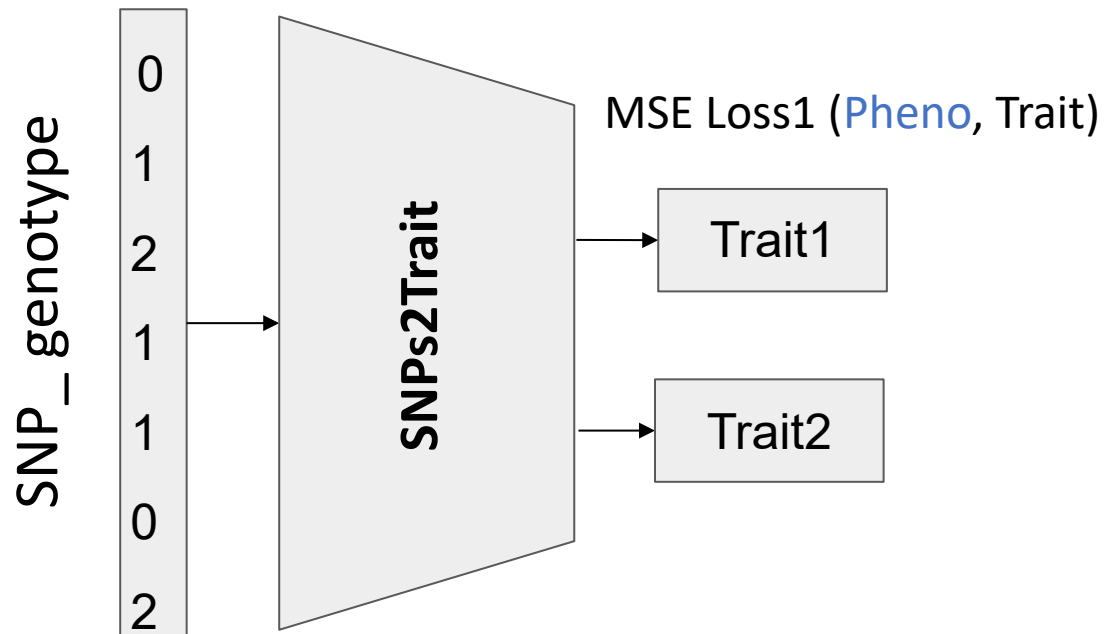 SNP_ genotype
0
1
2
1
1
0
2
SNPs2Trait
MSE Loss1 (Pheno, Trait)
Trait1
Trait2